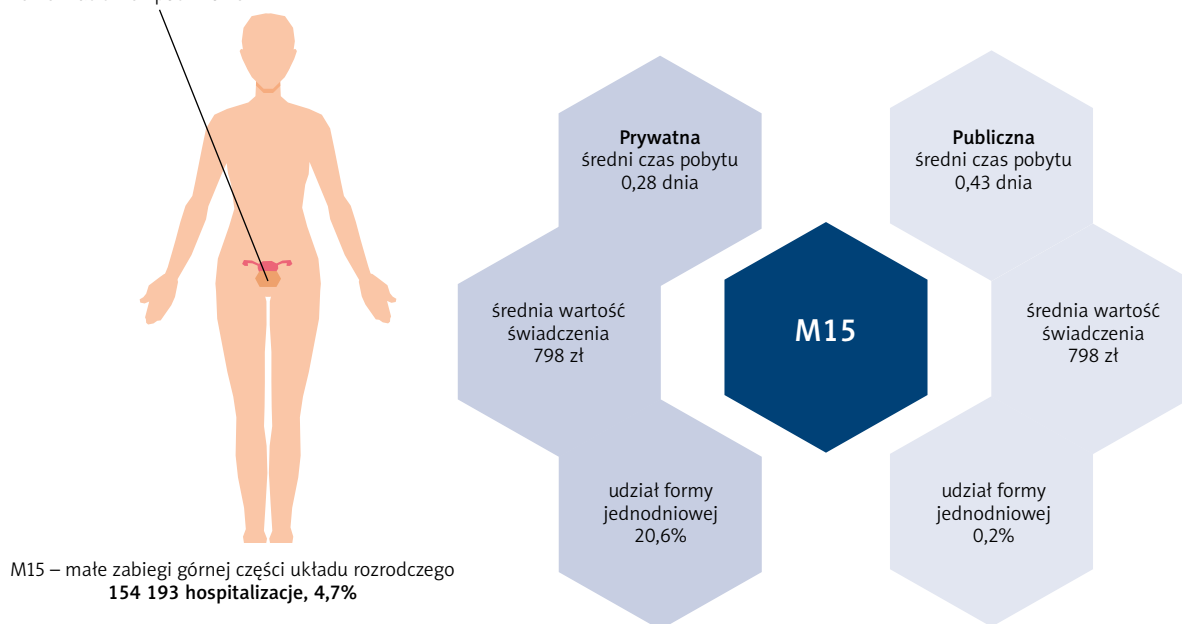 Prywatna
średni czas pobytu
0,28 dnia
Publiczna
średni czas pobytu
0,43 dnia
średnia wartość
świadczenia
798 zł
M15
średnia wartość
świadczenia
798 zł
udział formy
jednodniowej
20,6%
udział formy
jednodniowej
0,2%
M15 – małe zabiegi górnej części układu rozrodczego
154 193 hospitalizacje, 4,7%